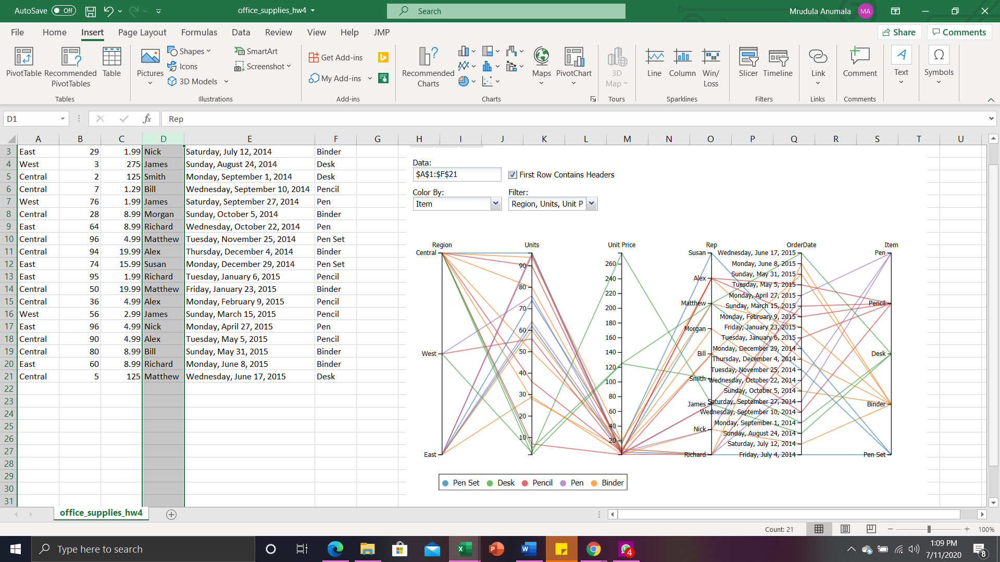 AutoSave Off office_supplies_hw4 Search Mrudula Anumala MA
File Home Insert Page Layout Formulas Data Review View Help JMP Share Comments
PivotTable Recommended PivotTables Table
Tables
Pictures Shapes Icons 3D Models SmartArt Screenshot
Illustrations
Get Add-ins My Add-ins
Add-ins
Recommended Charts Maps PivotChart
Charts
3D Map
Tours
Line Column Win/ Loss
Sparklines
Slicer Timeline
Filters
Link
Links
Comment
Comments
Text
Symbols
D1 fx Rep
A B C D E F G H I J K L M N O P Q R S T U
3 East 29 1.99 Nick Saturday, July 12, 2014 Binder
4 West 3 275 James Sunday, August 24, 2014 Desk
5 Central 2 125 Smith Monday, September 1, 2014 Desk
6 Central 7 1.29 Bill Wednesday, September 10, 2014 Pencil
7 West 76 1.99 James Saturday, September 27, 2014 Pen
8 Central 28 8.99 Morgan Sunday, October 5, 2014 Binder
9 East 64 8.99 Richard Wednesday, October 22, 2014 Pen
10 Central 96 4.99 Matthew Tuesday, November 25, 2014 Pen Set
11 Central 94 19.99 Alex Thursday, December 4, 2014 Binder
12 East 74 15.99 Susan Monday, December 29, 2014 Pen Set
13 East 95 1.99 Richard Tuesday, January 6, 2015 Pencil
14 Central 50 19.99 Matthew Friday, January 23, 2015 Binder
15 Central 36 4.99 Alex Monday, February 9, 2015 Pencil
16 West 56 2.99 James Sunday, March 15, 2015 Pencil
17 East 96 4.99 Nick Monday, April 27, 2015 Pen
18 Central 90 4.99 Alex Tuesday, May 5, 2015 Pencil
19 Central 80 8.99 Bill Sunday, May 31, 2015 Binder
20 East 60 8.99 Richard Monday, June 8, 2015 Binder
21 Central 5 125 Matthew Wednesday, June 17, 2015 Desk
22
23
24
25
26
27
28
29
30
31
Data:
$A$1:$F$21 First Row Contains Headers
Color By: Filter:
Item Region, Units, Unit P
Region Units Unit Price Rep OrderDate Item
Central
West
East
90
80
70
60
50
40
30
20
10
260
240
220
200
180
160
140
120
100
80
60
40
20
Susan
Alex
Matthew
Morgan
Bill
Smith
James
Nick
Richard
Wednesday, June 17, 2015
Monday, June 8, 2015
Sunday, May 31, 2015
Tuesday, May 5, 2015
Monday, April 27, 2015
Sunday, March 15, 2015
Monday, February 9, 2015
Friday, January 23, 2015
Tuesday, January 6, 2015
Monday, December 29, 2014
Thursday, December 4, 2014
Tuesday, November 25, 2014
Wednesday, October 22, 2014
Sunday, October 5, 2014
Saturday, September 27, 2014
Wednesday, September 10, 2014
Monday, September 1, 2014
Sunday, August 24, 2014
Saturday, July 12, 2014
Friday, July 4, 2014
Pen
Pencil
Desk
Binder
Pen Set
Pen Set Desk Pencil Pen Binder
office_supplies_hw4
Count: 21 100%
Type here to search
4
1:09 PM
7/11/2020
8